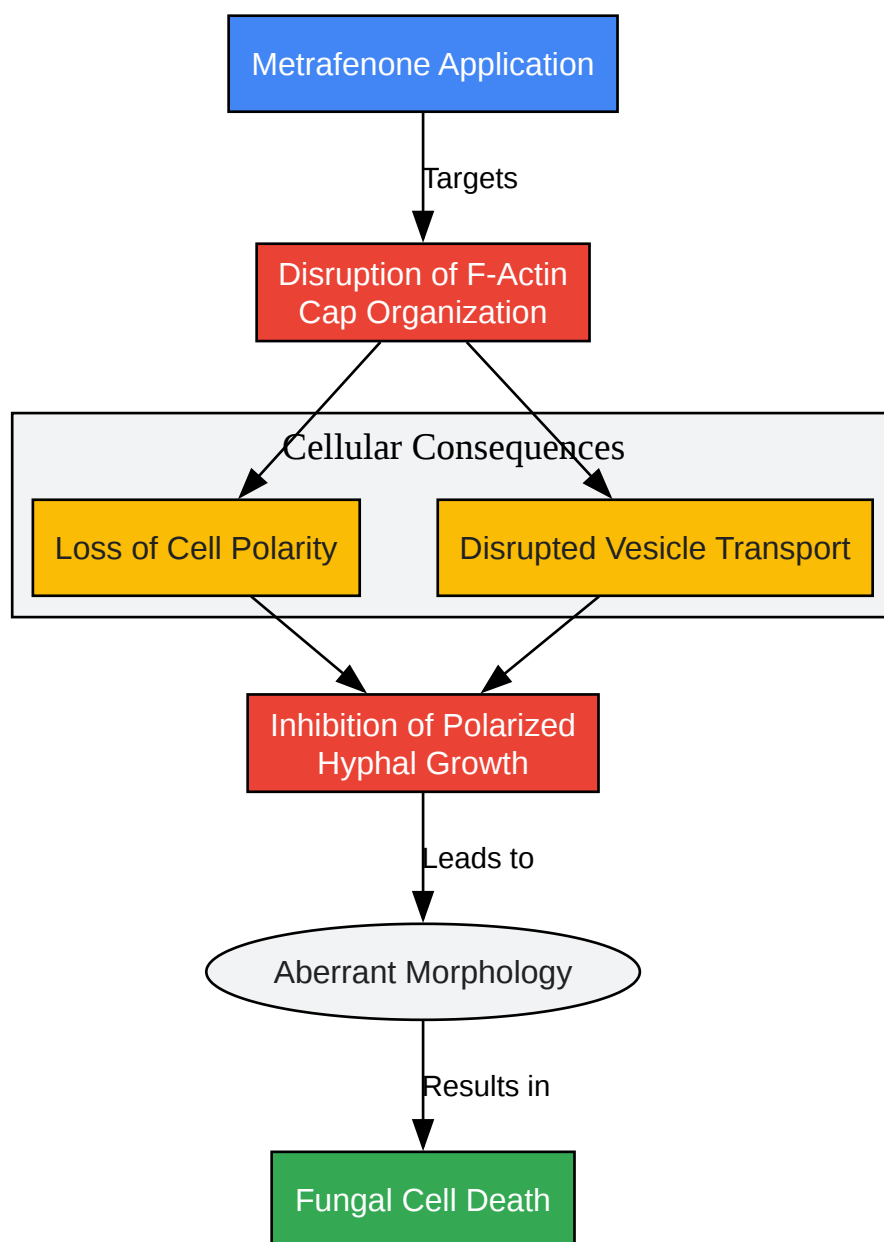 Metrafenone Application
Targets
Disruption of F-Actin
Cap Organization
Cellular Consequences
Loss of Cell Polarity
Disrupted Vesicle Transport
Inhibition of Polarized
Hyphal Growth
Leads to
Aberrant Morphology
Results in
Fungal Cell Death